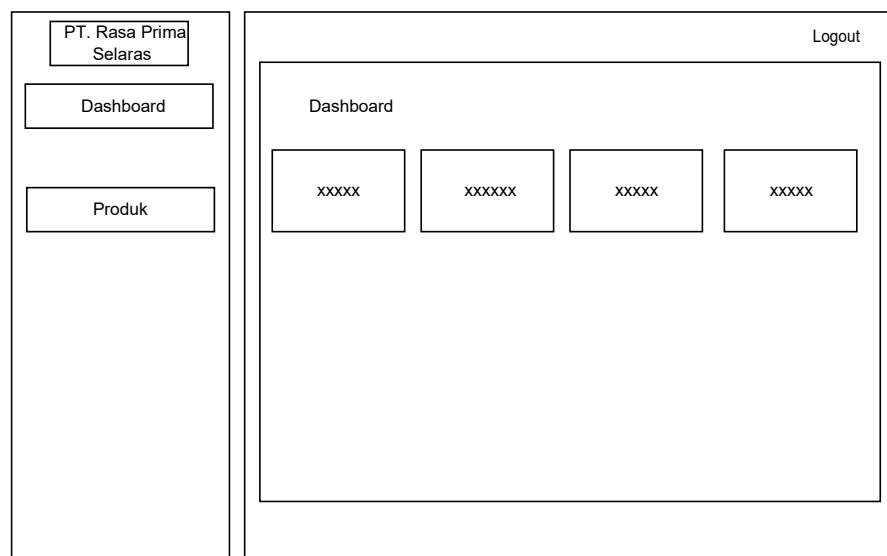 PT. Rasa Prima
Selaras
Dashboard
Produk
Logout
Dashboard
xxxxx
xxxxxx
xxxxx
xxxxx